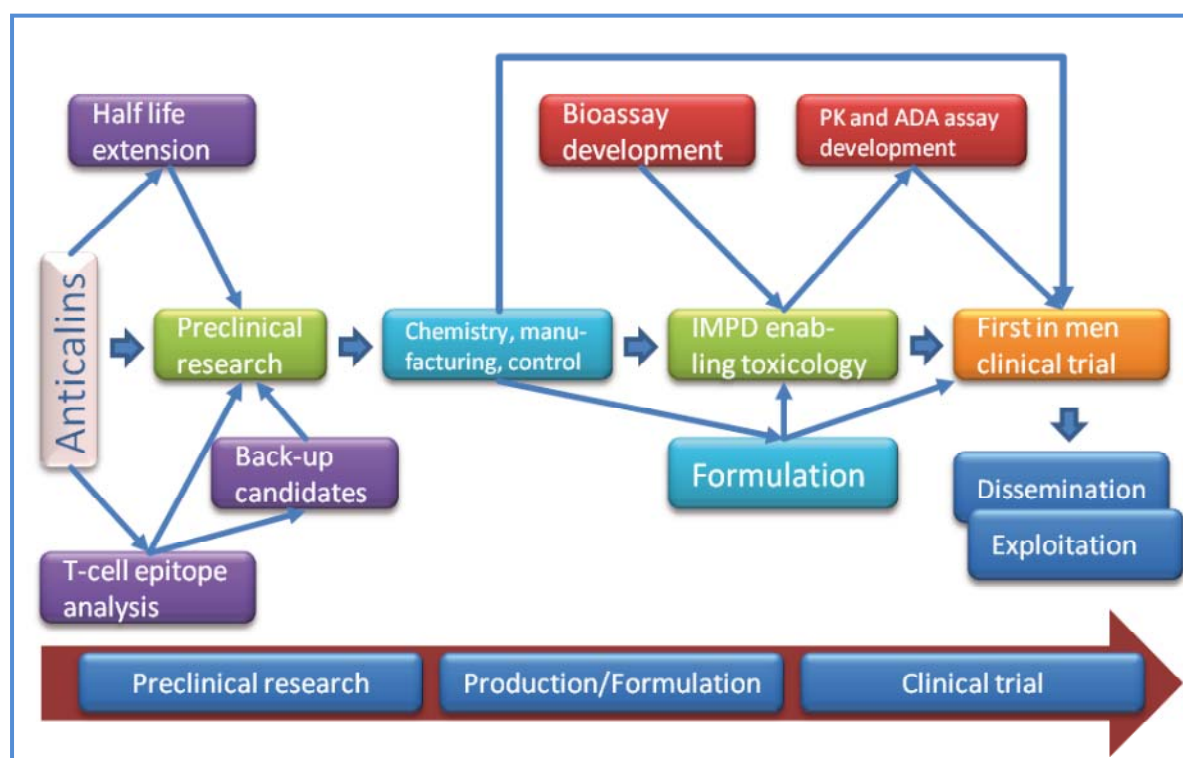 Half life
extension
Bioassay
development
PK and ADA assay
development
Anticalins
Preclinical
research
Chemistry, manu-
facturing, control
IMPD enab-
ling toxicology
First in men
clinical trial
Back-up
candidates
Formulation
Dissemination
Exploitation
T-cell epitope
analysis
Preclinical research
Production/Formulation
Clinical trial